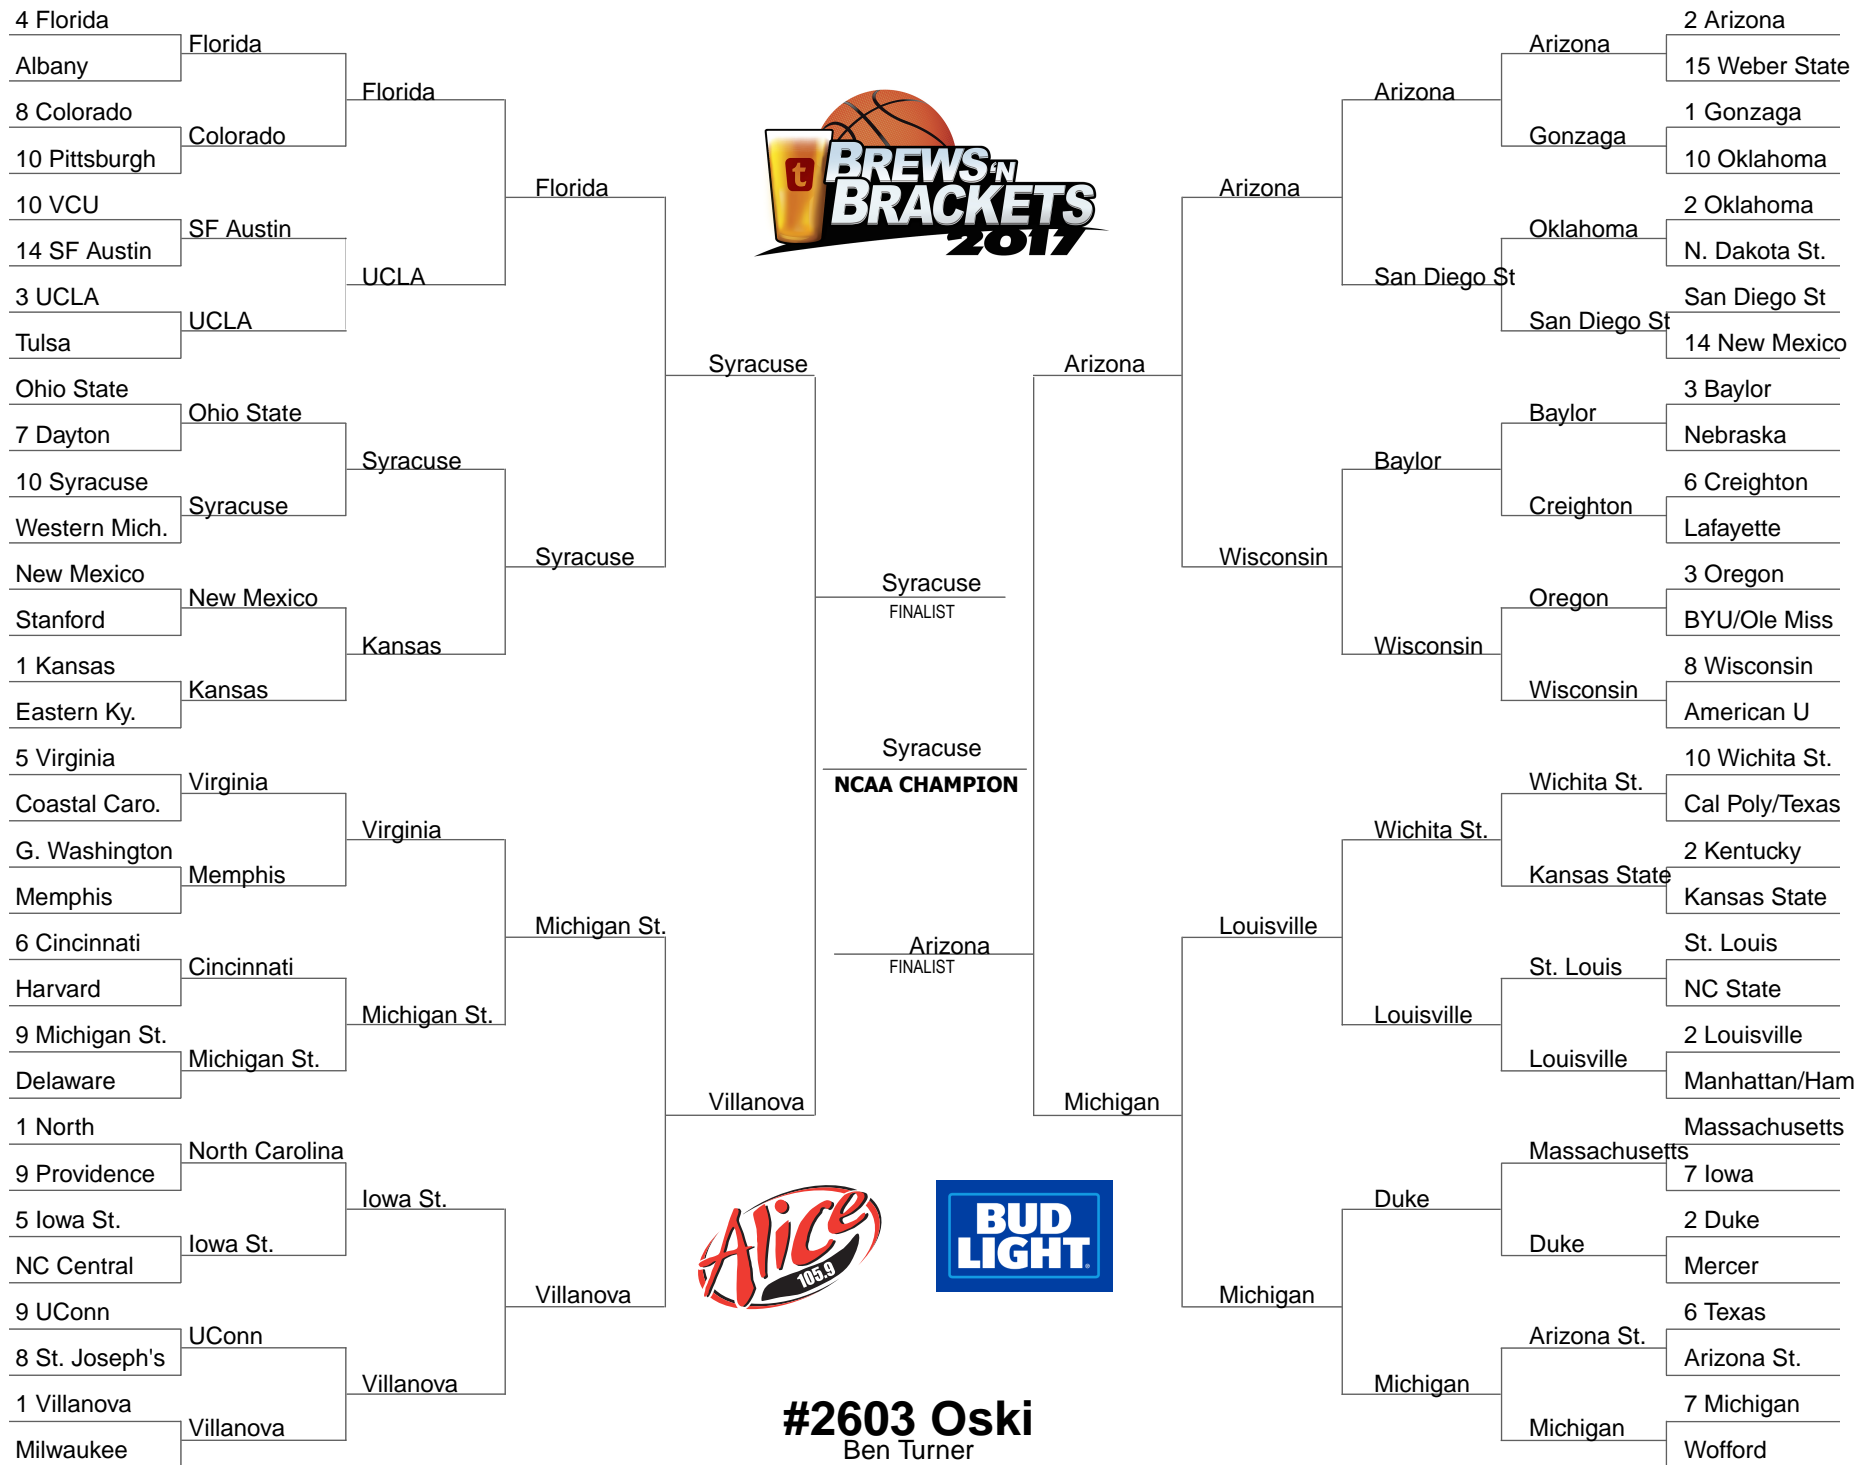 4 Florida
Albany
8 Colorado
10 Pittsburgh
10 VCU
14 SF Austin
3 UCLA
Tulsa
Ohio State
7 Dayton
10 Syracuse
Western Mich.
New Mexico
Stanford
1 Kansas
Eastern Ky.
5 Virginia
Coastal Caro.
G. Washington
Memphis
6 Cincinnati
Harvard
9 Michigan St.
Delaware
1 North
9 Providence
5 Iowa St.
NC Central
9 UConn
8 St. Joseph's
1 Villanova
Milwaukee
Florida
Colorado
SF Austin
UCLA
Ohio State
Syracuse
New Mexico
Kansas
Virginia
Memphis
Cincinnati
Michigan St.
North Carolina
Iowa St.
UConn
Villanova
Florida
UCLA
Syracuse
Kansas
Virginia
Michigan St.
Iowa St.
Villanova
Florida
Syracuse
Michigan St.
Villanova
Syracuse
Villanova
t
BREWS 'N
BRACKETS
2017
Syracuse
FINALIST
Syracuse
NCAA CHAMPION
Arizona
FINALIST
Alice
105.9
BUD
LIGHT
#2603 Oski
Ben Turner
Arizona
Michigan
Arizona
Wisconsin
Louisville
Michigan
Arizona
San Diego St
Baylor
Wisconsin
Wichita St.
Louisville
Duke
Michigan
Arizona
Gonzaga
Oklahoma
San Diego St
Baylor
Creighton
Oregon
Wisconsin
Wichita St.
Kansas State
St. Louis
Louisville
Massachusetts
Duke
Arizona St.
Michigan
2 Arizona
15 Weber State
1 Gonzaga
10 Oklahoma
2 Oklahoma
N. Dakota St.
San Diego St
14 New Mexico
3 Baylor
Nebraska
6 Creighton
Lafayette
3 Oregon
BYU/Ole Miss
8 Wisconsin
American U
10 Wichita St.
Cal Poly/Texas
2 Kentucky
Kansas State
St. Louis
NC State
2 Louisville
Manhattan/Ham
Massachusetts
7 Iowa
2 Duke
Mercer
6 Texas
Arizona St.
7 Michigan
Wofford